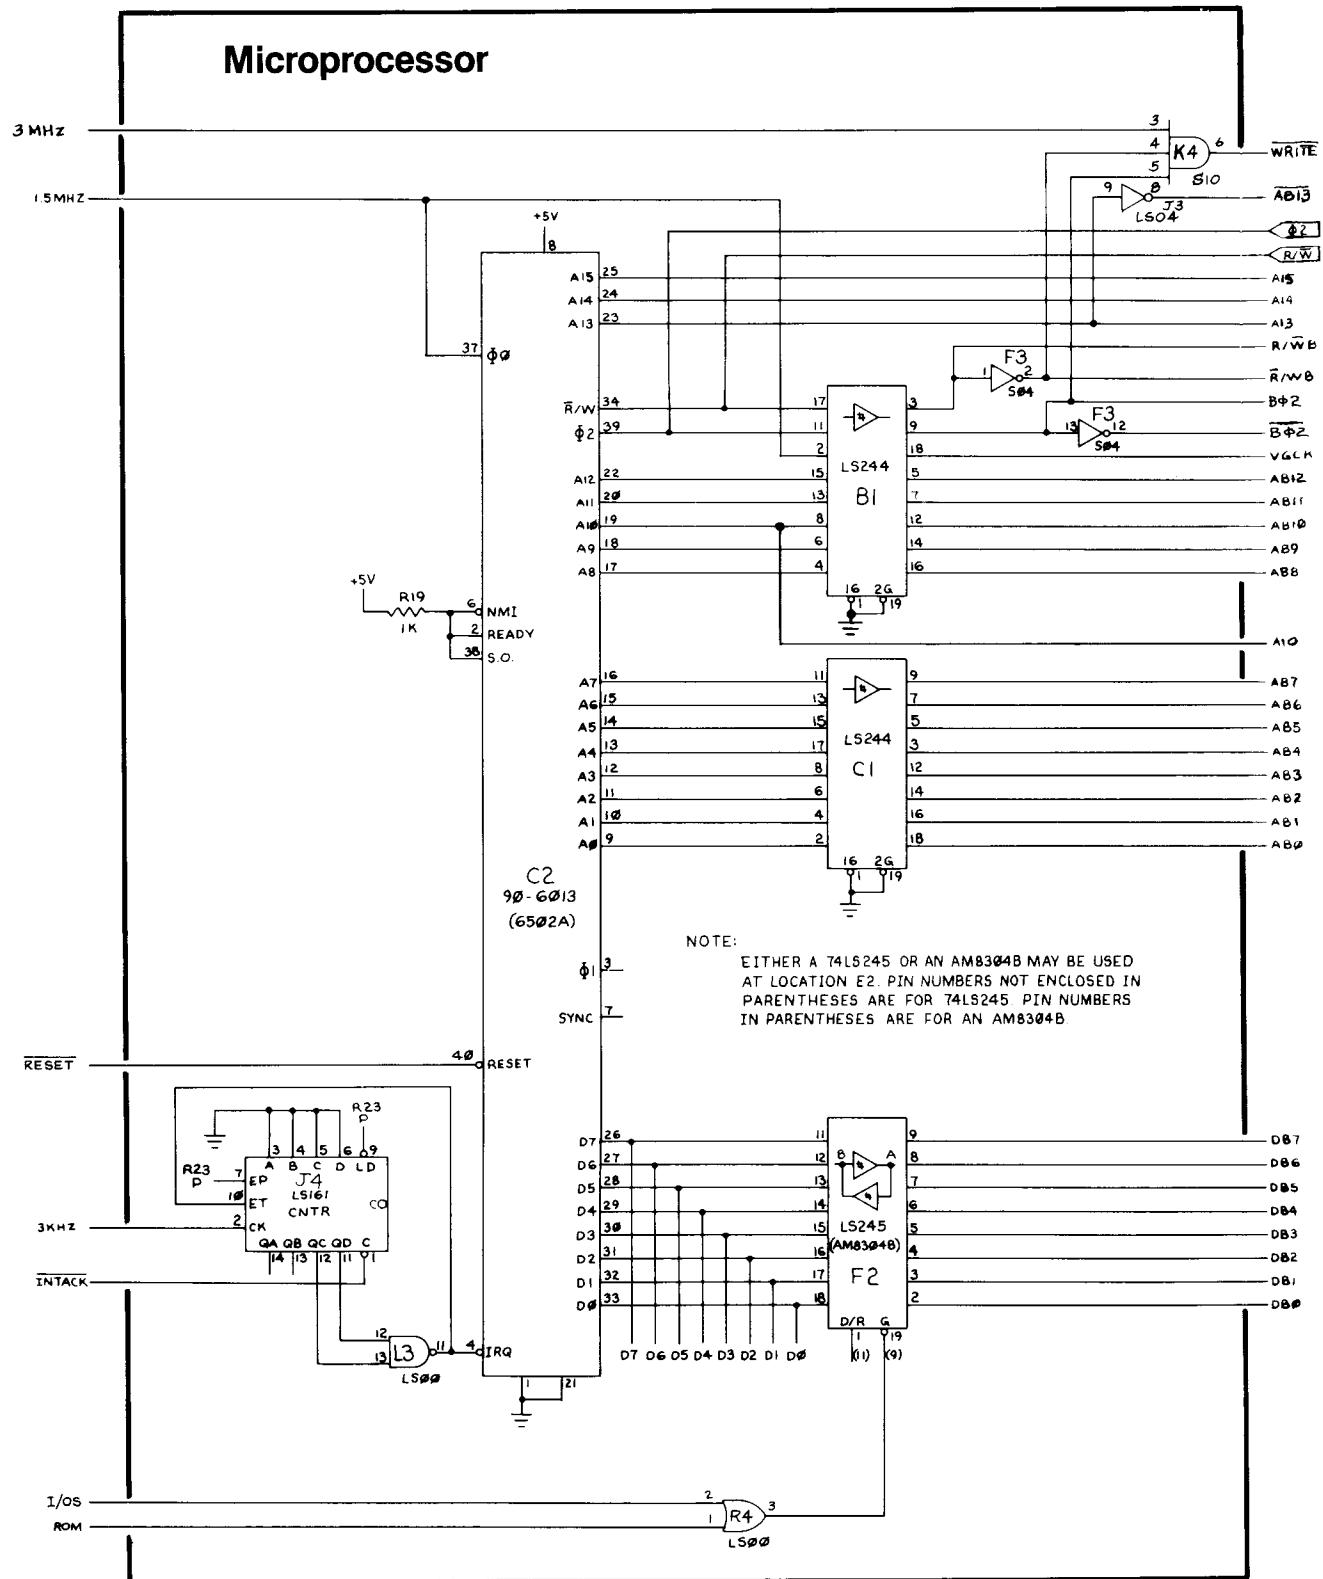 Microprocessor
3 MHZ
3
4
5
K4
6
S10
WRITE
1.5MHZ
9
8
J3
LS04
AB13
+5V
8
Φ2
R/W
A15 25 A15
A14 24 A14
A13 23 A13
37 Φ0
R/WB
F3
1 2
S04
R/WB
R/W 34 17 3
BΦ2
Φ2 39 11 9
F3
13 12
S04
BΦ2
2 18 VGCK
LS244
B1
A12 22 15 5 AB12
A11 20 13 7 AB11
A10 19 8 12 AB10
A9 18 6 14 AB9
A8 17 4 16 AB8
1G 2G
1 19
+5V
R19
1K
6 NMI
2 READY
38 S.O.
A10
A7 16 11 9 AB7
A6 15 13 7 AB6
A5 14 15 5 AB5
LS244
C1
A4 13 17 3 AB4
A3 12 8 12 AB3
A2 11 6 14 AB2
A1 10 4 16 AB1
A0 9 2 18 AB0
1G 2G
1 19
C2
90-6013
(6502A)
NOTE:
EITHER A 74LS245 OR AN AM8304B MAY BE USED
AT LOCATION E2. PIN NUMBERS NOT ENCLOSED IN
PARENTHESES ARE FOR 74LS245. PIN NUMBERS
IN PARENTHESES ARE FOR AN AM8304B.
Φ1 3
SYNC 7
RESET
40 RESET
R23
P
3 4 5 6 9
A B C D LD
R23
P
7 EP
J4
LS161
CNTR
10 ET
CO
3KHZ
2 CK
QA QB QC QD C
14 13 12 11 1
INTACK
12
13
L3
11
LS00
4 IRQ
1 21
D7 26 11 9 DB7
D6 27 12 B A 8 DB6
D5 28 13 7 DB5
D4 29 14 6 DB4
D3 30 15 5 DB3
LS245
(AM8304B)
F2
D2 31 16 4 DB2
D1 32 17 3 DB1
D0 33 18 2 DB0
D/R G
1 19
(11) (9)
D7 D6 D5 D4 D3 D2 D1 D0
I/OS
ROM
2
1
R4
3
LS00